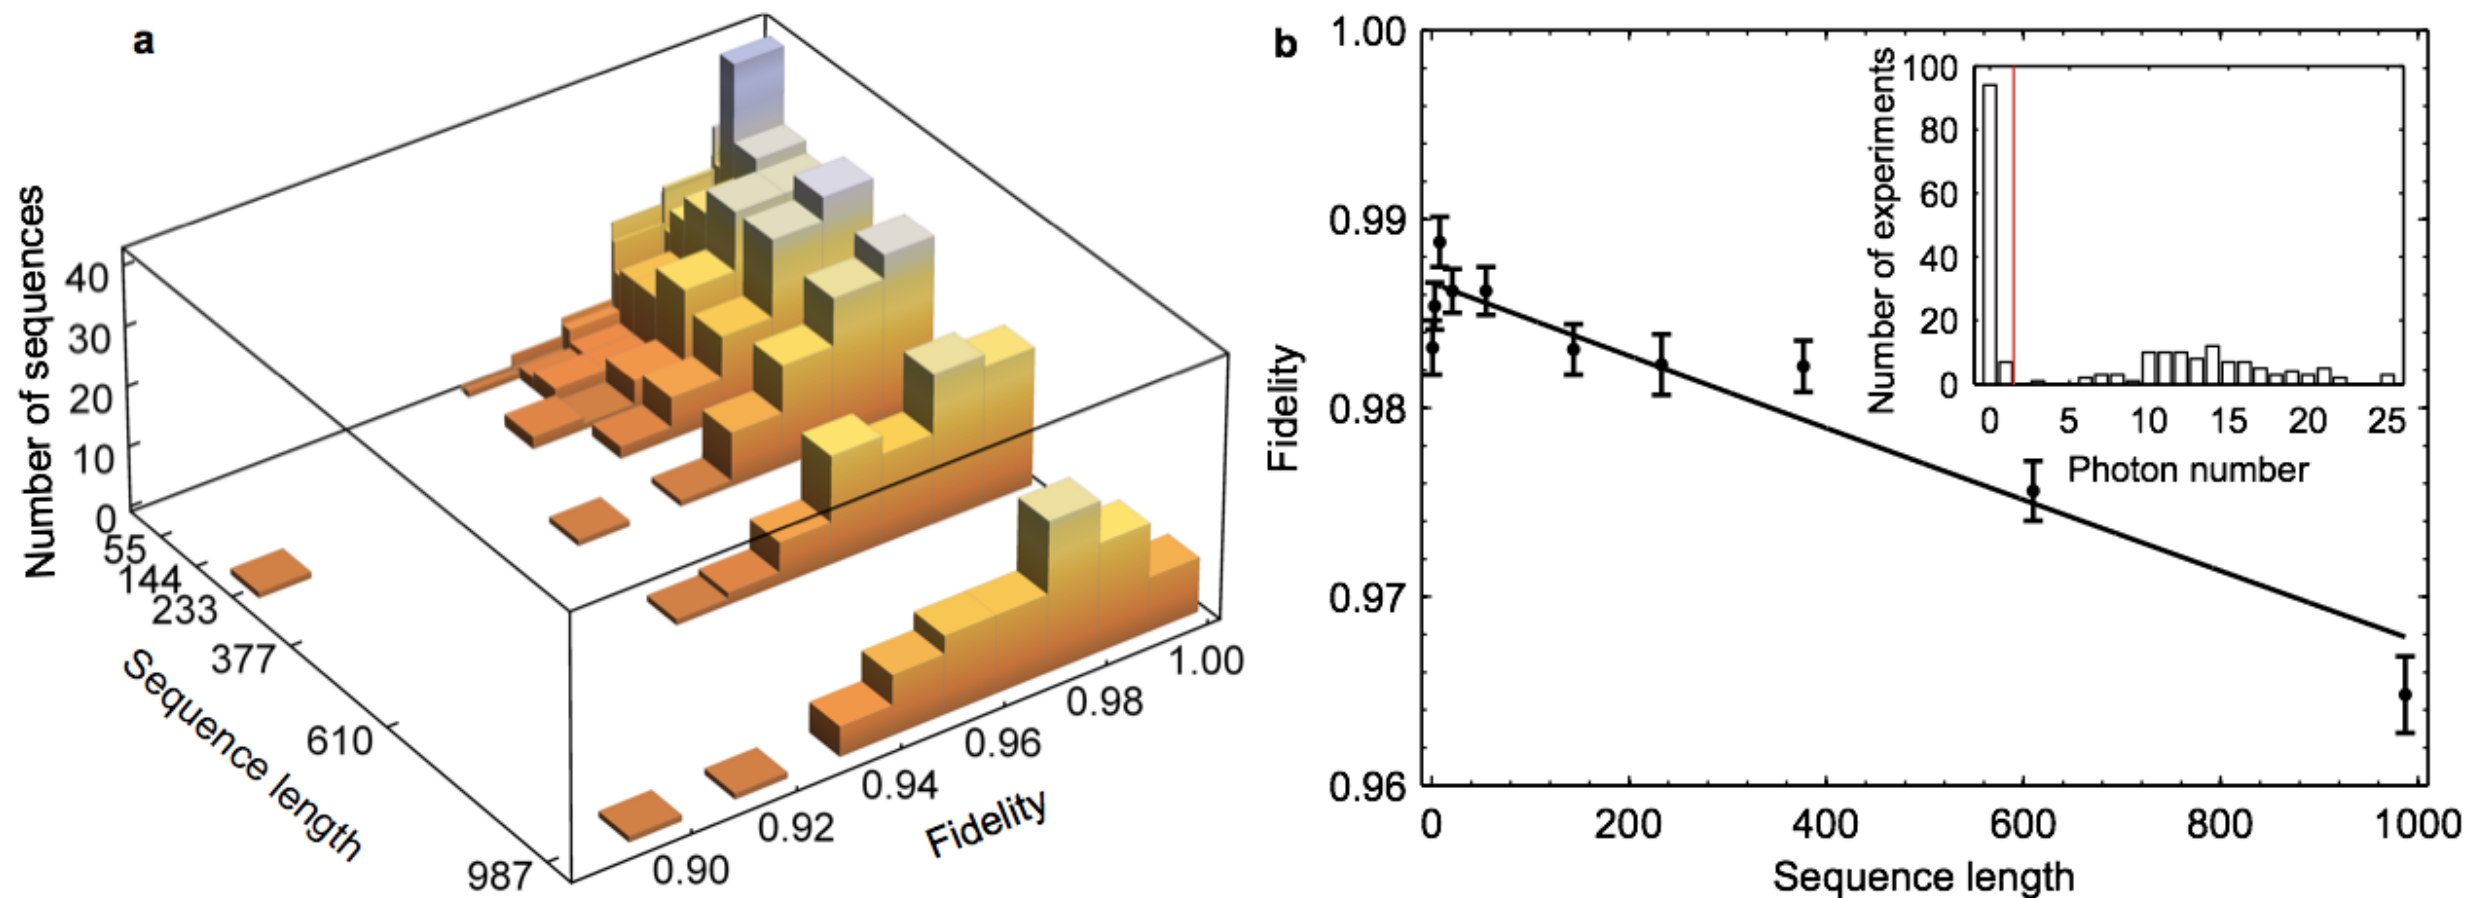 a
Number of sequences
40
30
20
10
0
55
144
233
377
610
987
Sequence length
0.90
0.92
0.94
0.96
0.98
1.00
Fidelity
b
1.00
0.99
0.98
0.97
0.96
Fidelity
0 200 400 600 800 1000
Sequence length
Number of experiments
100
80
60
40
20
0
0 5 10 15 20 25
Photon number